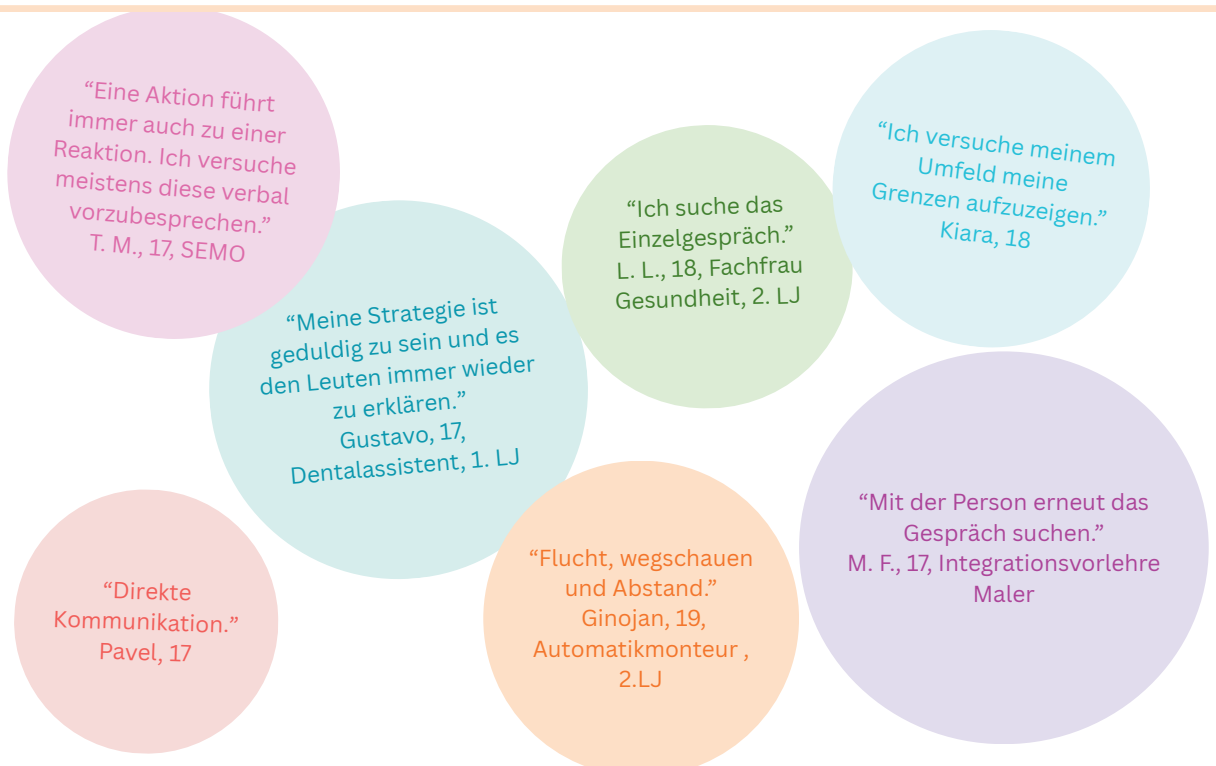 “Eine Aktion führt
immer auch zu einer
Reaktion. Ich versuche
meistens diese verbal
vorzubesprechen.”
T. M., 17, SEMO
“Ich versuche meinem
Umfeld meine
Grenzen aufzuzeigen.”
Kiara, 18
“Ich suche das
Einzelgespräch.”
L. L., 18, Fachfrau
Gesundheit, 2. LJ
“Meine Strategie ist
geduldig zu sein und es
den Leuten immer wieder
zu erklären.”
Gustavo, 17,
Dentalassistent, 1. LJ
“Mit der Person erneut das
Gespräch suchen.”
M. F., 17, Integrationsvorlehre
Maler
“Flucht, wegschauen
und Abstand.”
Ginojan, 19,
Automatikmonteur ,
2.LJ
“Direkte
Kommunikation.”
Pavel, 17